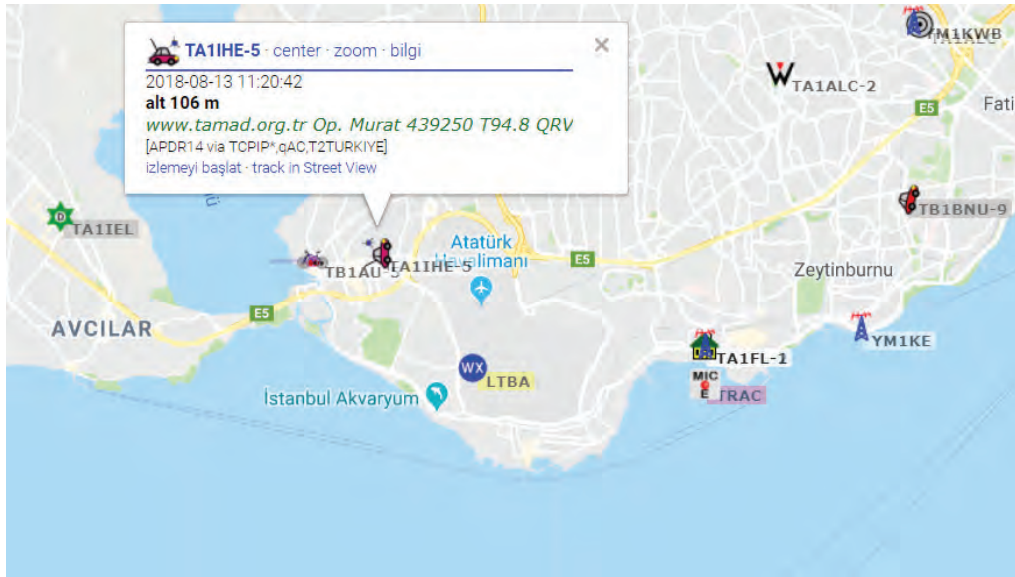 TA1IHE-5 · center · zoom · bilgi
2018-08-13 11:20:42
alt 106 m
www.tamad.org.tr Op. Murat 439250 T94.8 QRV
[APDR14 via TCPIP*,qAC,T2TURKIYE]
izlemeyi başlat · track in Street View
YM1KWB
TA1ALC-2
E5
Fati
TB1BNU-9
D
TA1IEL
TB1AU-5
TA1IHE-5
Atatürk
Havalimanı
E5
Zeytinburnu
E5
AVCILAR
YM1KE
TA1FL-1
WX
LTBA
MIC
E
TRAC
İstanbul Akvaryum